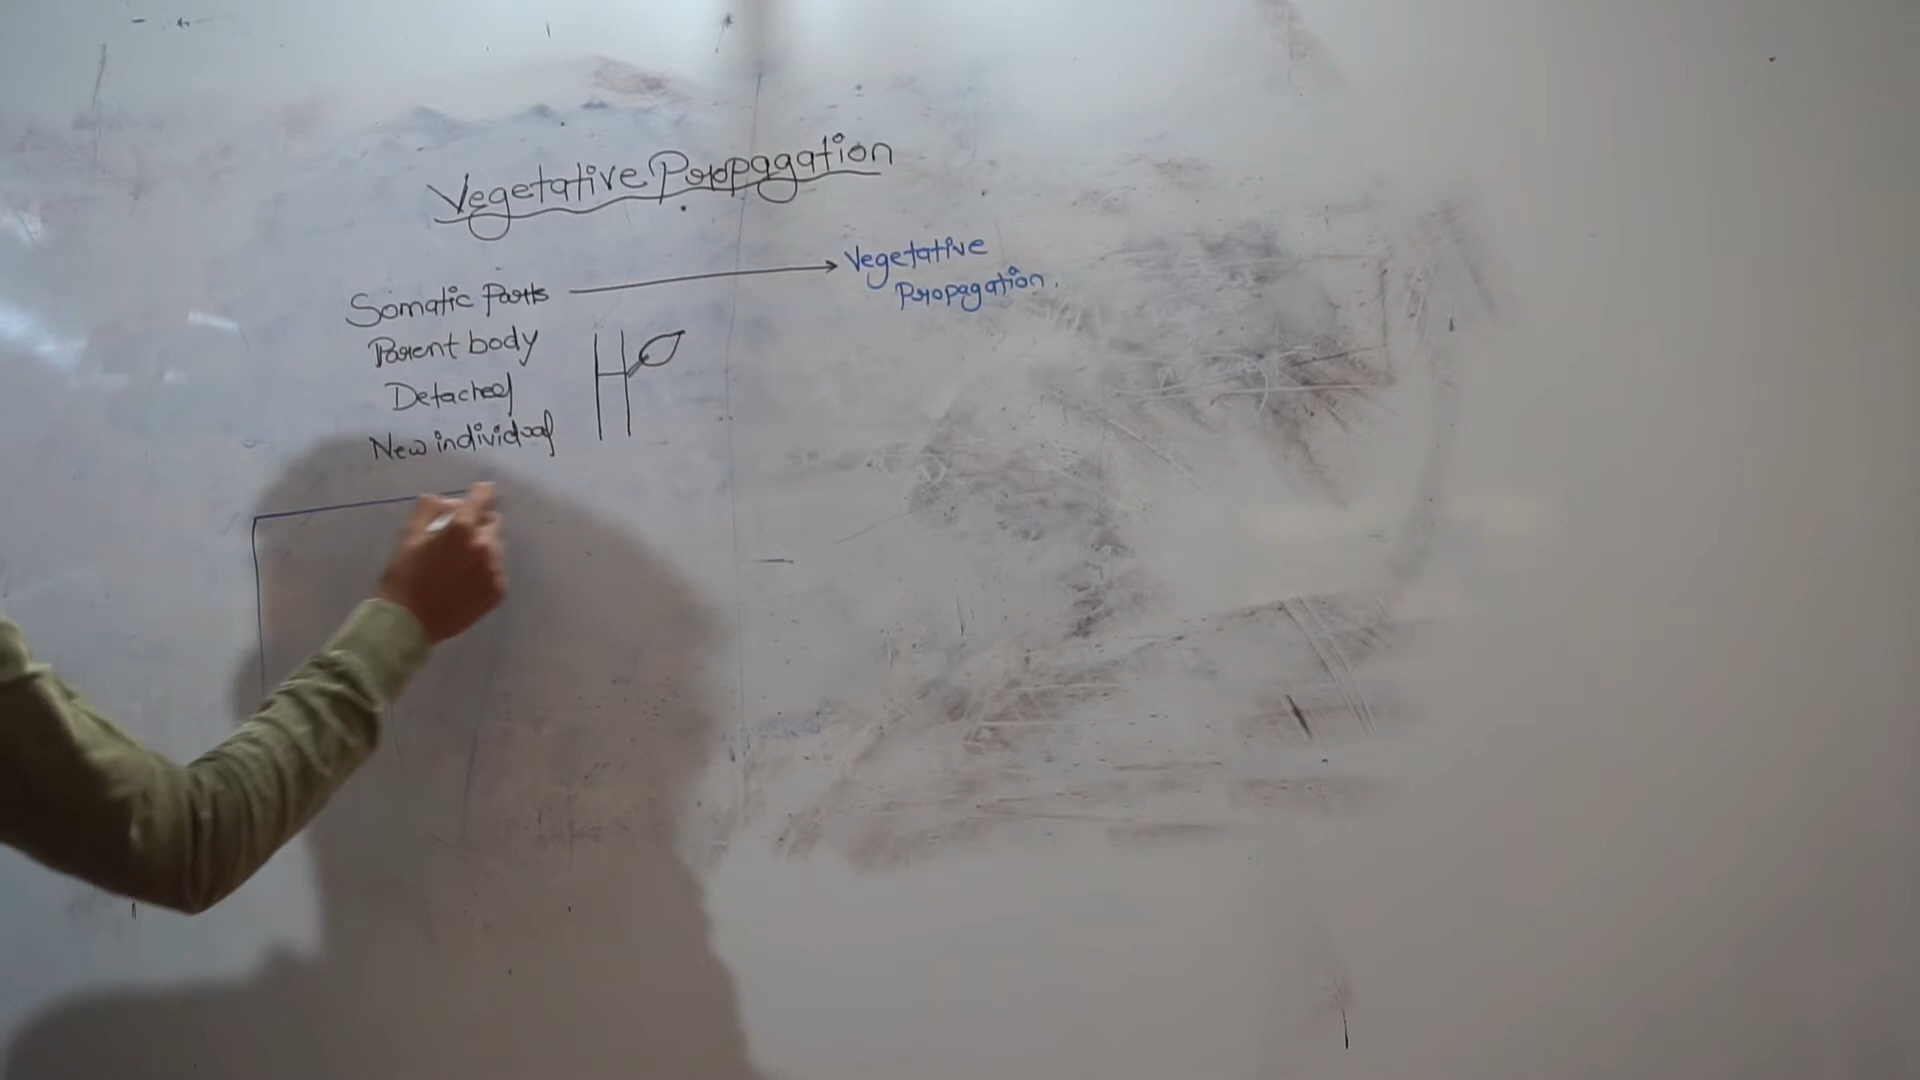 Vegetative Propagation
Somatic Parts
Vegetative
Propagation.
Parent body
Detached
New individual